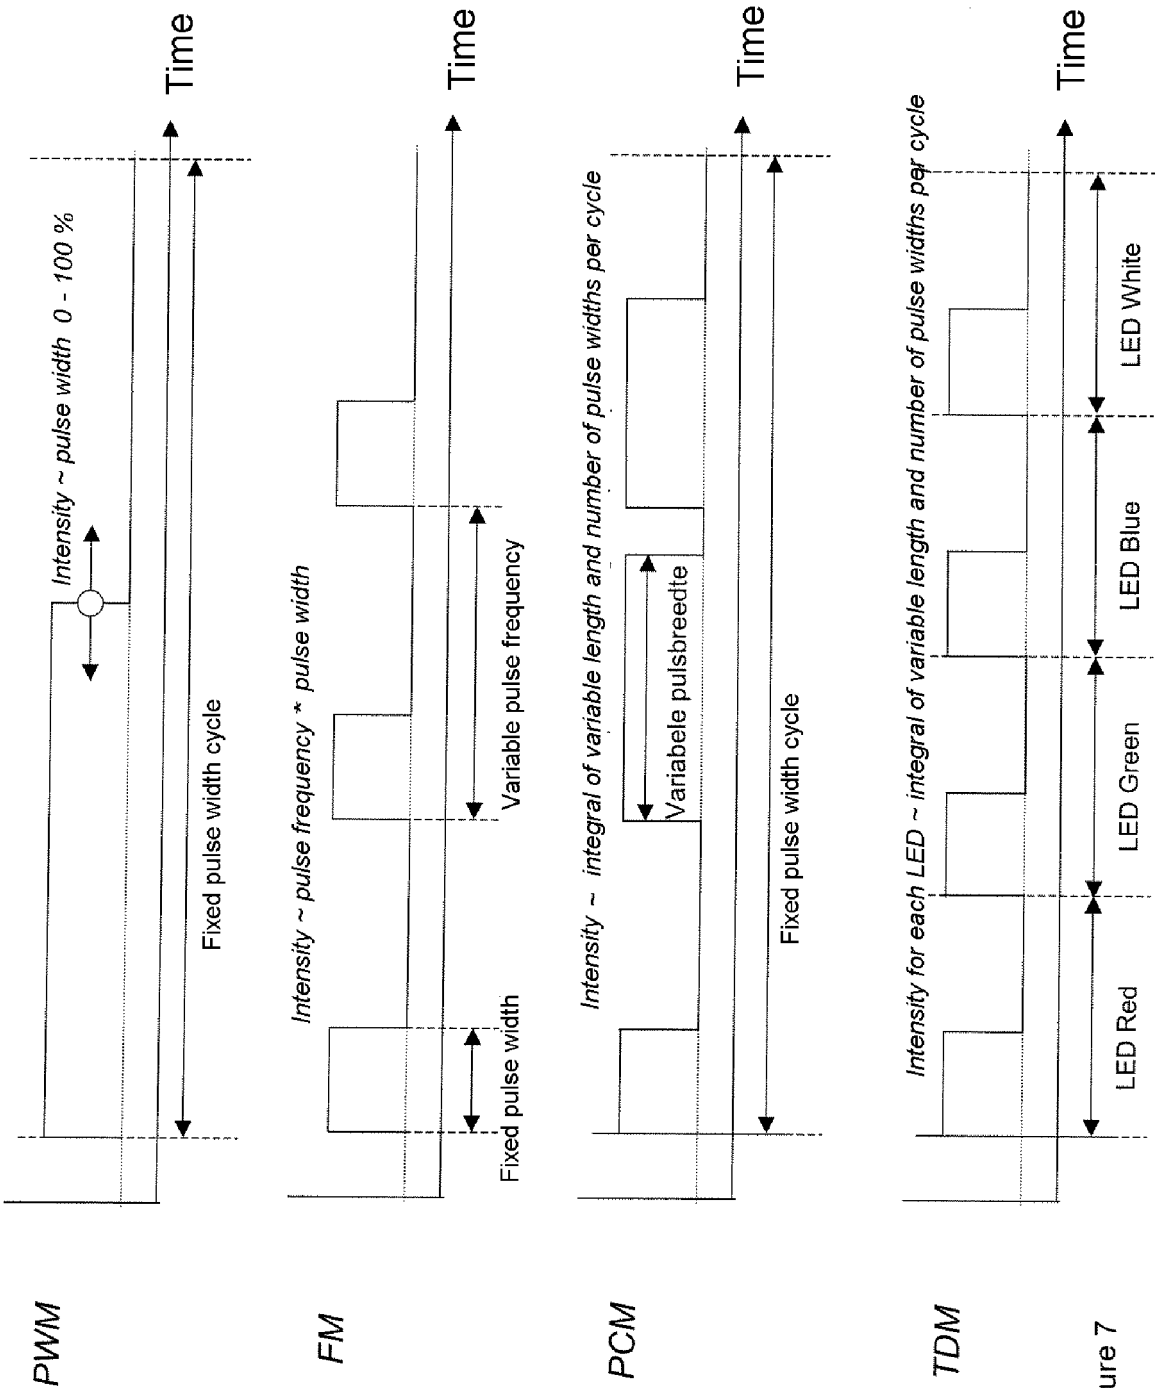 PWM
Intensity ~ pulse width 0 - 100 %
Time
Fixed pulse width cycle
FM
Intensity ~ pulse frequency * pulse width
Time
Fixed pulse width
Variable pulse frequency
PCM
Intensity ~ integral of variable length and number of pulse widths per cycle
Variabele pulsbreedte
Time
Fixed pulse width cycle
TDM
Intensity for each LED ~ integral of variable length and number of pulse widths per cycle
Time
LED Red
LED Green
LED Blue
LED White
ure 7